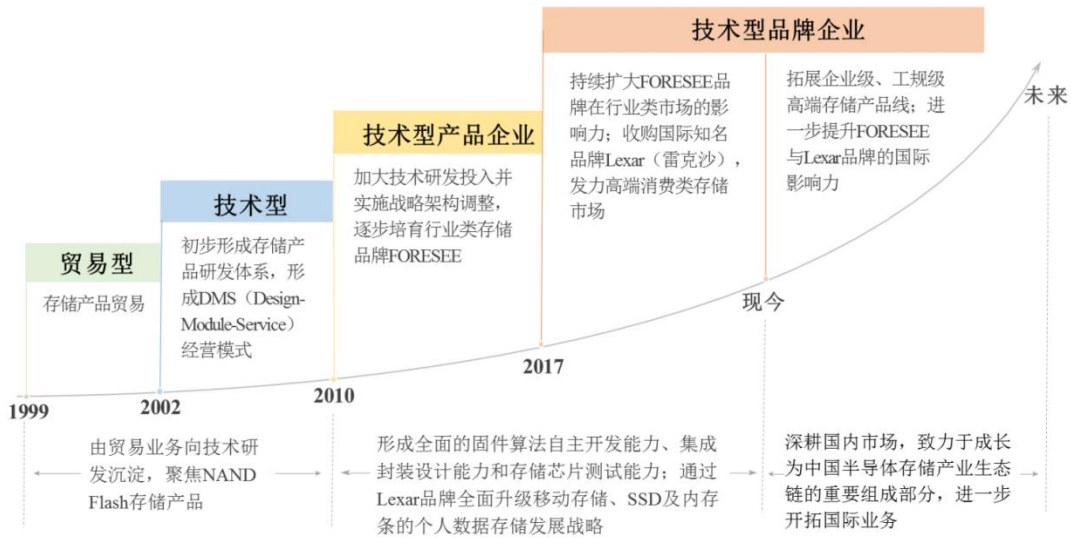 技术型品牌企业
持续扩大FORESEE品
牌在行业类市场的影
响力；收购国际知名
品牌Lexar（雷克沙），
发力高端消费类存储
市场
拓展企业级、工规级
高端存储产品线；进
一步提升FORESEE
与Lexar品牌的国际
影响力
未来
技术型产品企业
加大技术研发投入并
实施战略架构调整，
逐步培育行业类存储
品牌FORESEE
技术型
初步形成存储产
品研发体系，形
成DMS（Design-
Module-Service）
经营模式
贸易型
存储产品贸易
1999
2002
2010
2017
现今
由贸易业务向技术研
发沉淀，聚焦NAND
Flash存储产品
形成全面的固件算法自主开发能力、集成
封装设计能力和存储芯片测试能力；通过
Lexar品牌全面升级移动存储、SSD及内存
条的个人数据存储发展战略
深耕国内市场，致力于成长
为中国半导体存储产业生态
链的重要组成部分，进一步
开拓国际业务